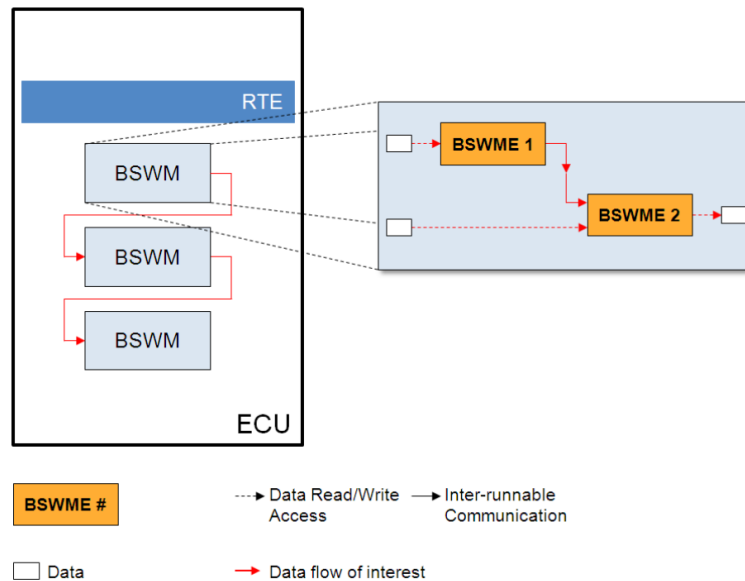 RTE
BSWM
BSWM
BSWM
ECU
BSWME 1
BSWME 2
BSWME #
Data Read/Write
Access
Inter-runnable
Communication
Data
Data flow of interest